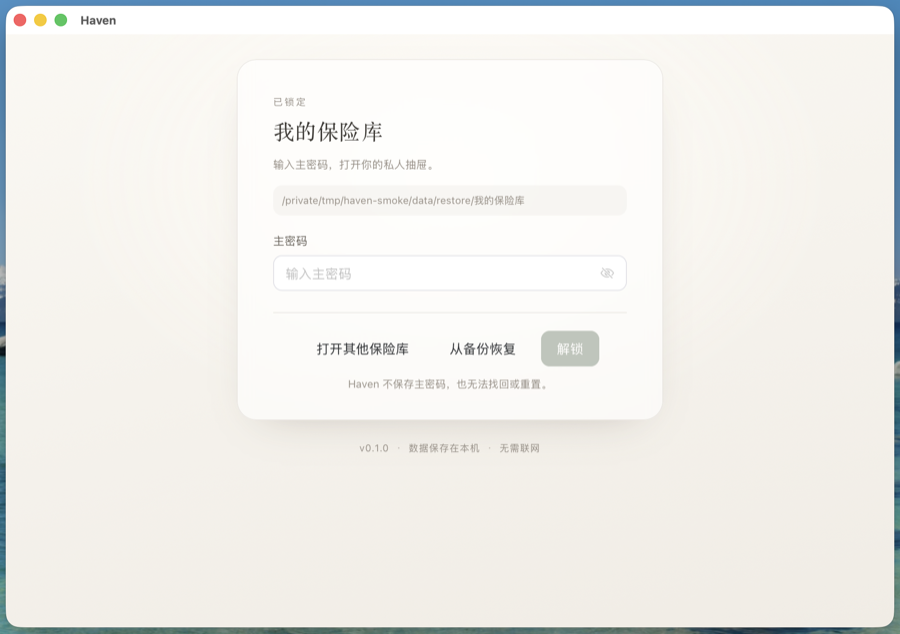 Haven
已锁定
我的保险库
输入主密码，打开你的私人抽屉。
/private/tmp/haven-smoke/data/restore/我的保险库
主密码
输入主密码
打开其他保险库 从备份恢复 解锁
Haven 不保存主密码，也无法找回或重置。
v0.1.0 · 数据保存在本机 · 无需联网